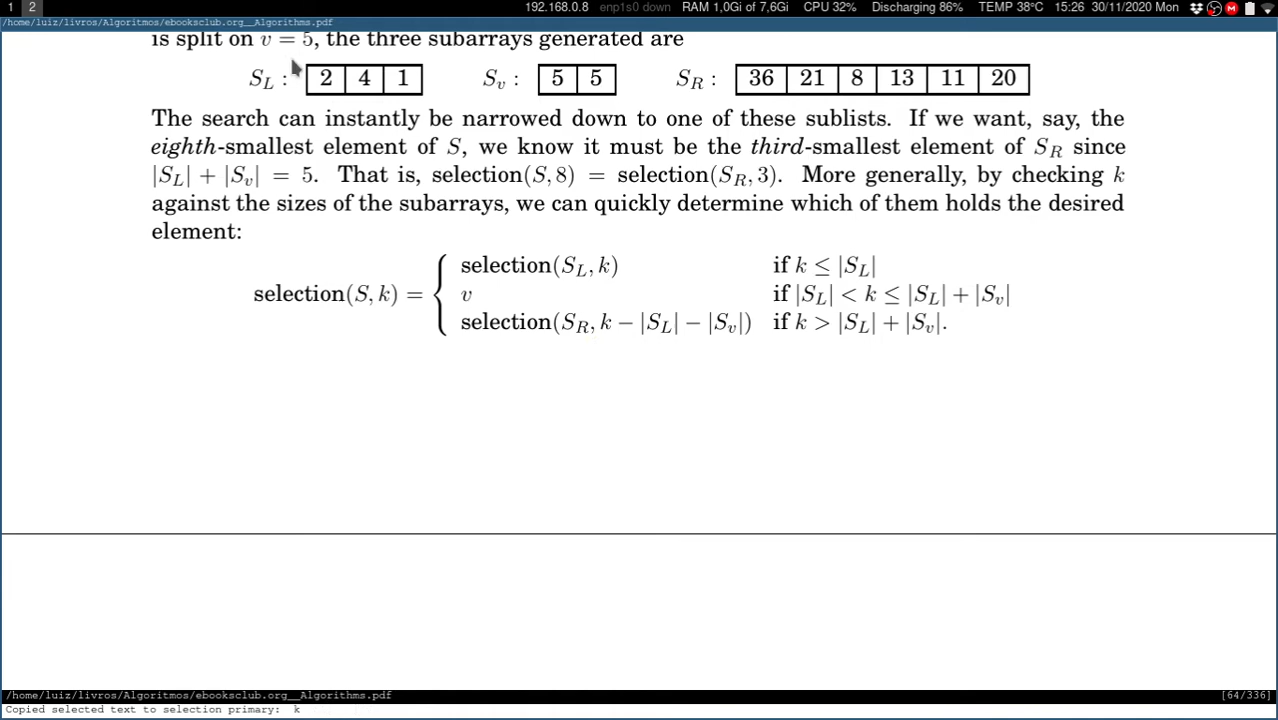 1 2 192.168.0.8 enp1s0 down RAM 1,0Gi of 7,6Gi CPU 32% Discharging 86% TEMP 38°C 15:26 30/11/2020 Mon
/home/luiz/livros/Algoritmos/ebooksclub.org__Algorithms.pdf
is split on v = 5, the three subarrays generated are
S_L : 2 4 1 S_v : 5 5 S_R : 36 21 8 13 11 20
The search can instantly be narrowed down to one of these sublists. If we want, say, the
eighth-smallest element of S, we know it must be the third-smallest element of S_R since
|S_L| + |S_v| = 5. That is, selection(S, 8) = selection(S_R, 3). More generally, by checking k
against the sizes of the subarrays, we can quickly determine which of them holds the desired
element:
selection(S_L, k) if k ≤ |S_L|
selection(S, k) = { v if |S_L| < k ≤ |S_L| + |S_v|
selection(S_R, k − |S_L| − |S_v|) if k > |S_L| + |S_v|.
/home/luiz/livros/Algoritmos/ebooksclub.org__Algorithms.pdf [64/336]
Copied selected text to selection primary: k